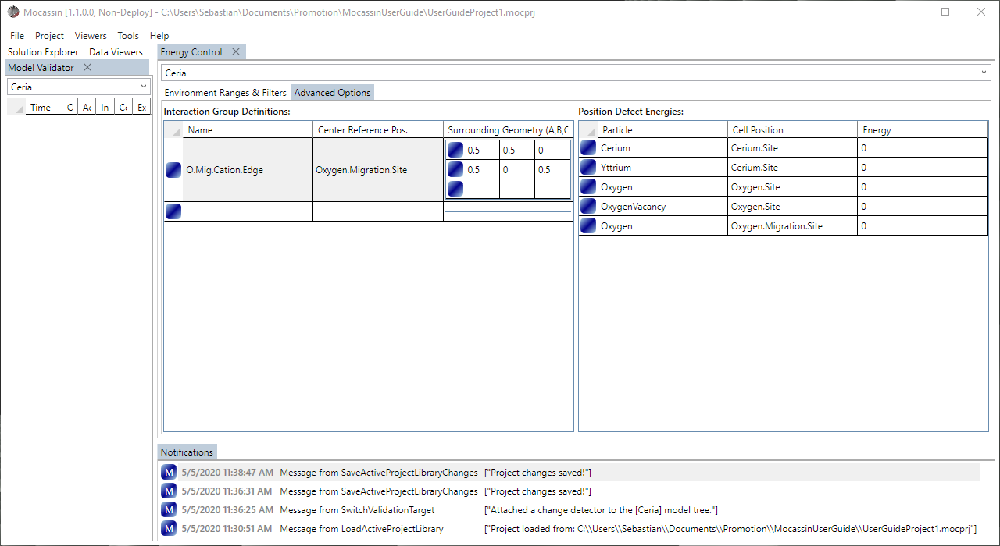 Mocassin [1.1.0.0, Non-Deploy] - C:\Users\Sebastian\Documents\Promotion\MocassinUserGuide\UserGuideProject1.mocprj
File Project Viewers Tools Help
Solution Explorer Data Viewers
Model Validator
Ceria
Time C Ac In Cc Ex
Energy Control
Ceria
Environment Ranges & Filters Advanced Options
Interaction Group Definitions:
Name Center Reference Pos. Surrounding Geometry (A,B,C
O.Mig.Cation.Edge Oxygen.Migration.Site
0.5 0.5 0
0.5 0 0.5
Position Defect Energies:
Particle Cell Position Energy
Cerium Cerium.Site 0
Yttrium Cerium.Site 0
Oxygen Oxygen.Site 0
OxygenVacancy Oxygen.Site 0
Oxygen Oxygen.Migration.Site 0
Notifications
M 5/5/2020 11:38:47 AM Message from SaveActiveProjectLibraryChanges ["Project changes saved!"]
M 5/5/2020 11:36:31 AM Message from SaveActiveProjectLibraryChanges ["Project changes saved!"]
M 5/5/2020 11:36:25 AM Message from SwitchValidationTarget ["Attached a change detector to the [Ceria] model tree."]
M 5/5/2020 11:30:51 AM Message from LoadActiveProjectLibrary ["Project loaded from: C:\\Users\\Sebastian\\Documents\\Promotion\\MocassinUserGuide\\UserGuideProject1.mocprj"]